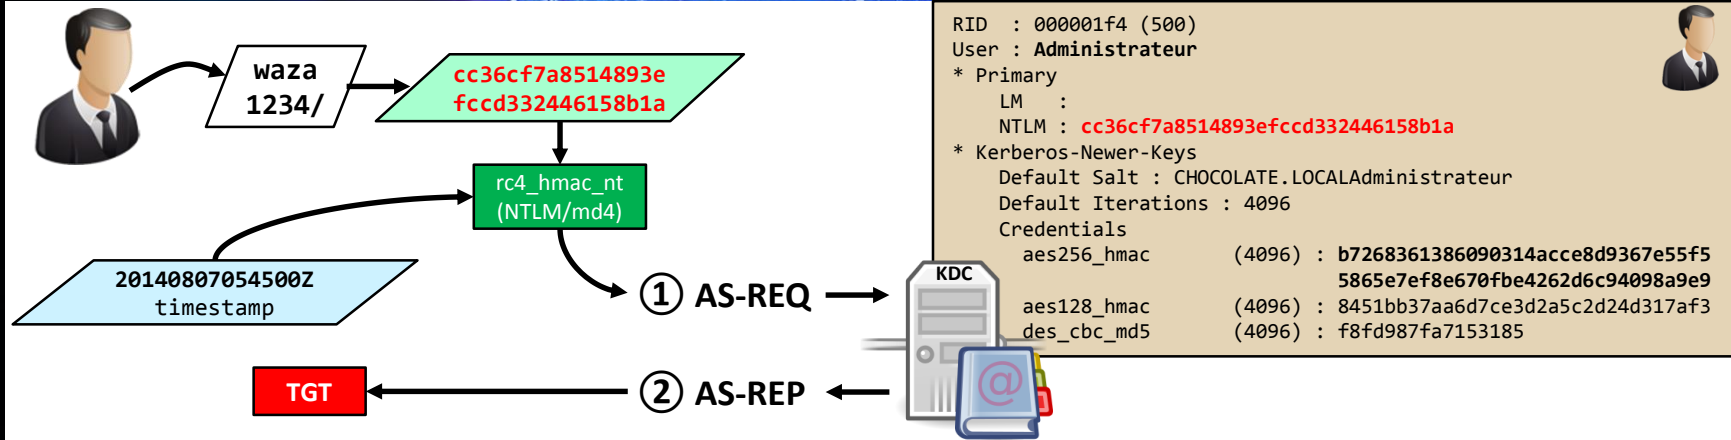 waza
1234/
cc36cf7a8514893e
fccd332446158b1a
rc4_hmac_nt
(NTLM/md4)
20140807054500Z
timestamp
① AS-REQ
KDC
TGT
② AS-REP
@
RID : 000001f4 (500)
User : Administrateur
* Primary
LM :
NTLM : cc36cf7a8514893efccd332446158b1a
* Kerberos-Newer-Keys
Default Salt : CHOCOLATE.LOCALAdministrateur
Default Iterations : 4096
Credentials
aes256_hmac (4096) : b7268361386090314acce8d9367e55f5
5865e7ef8e670fbe4262d6c94098a9e9
aes128_hmac (4096) : 8451bb37aa6d7ce3d2a5c2d24d317af3
des_cbc_md5 (4096) : f8fd987fa7153185